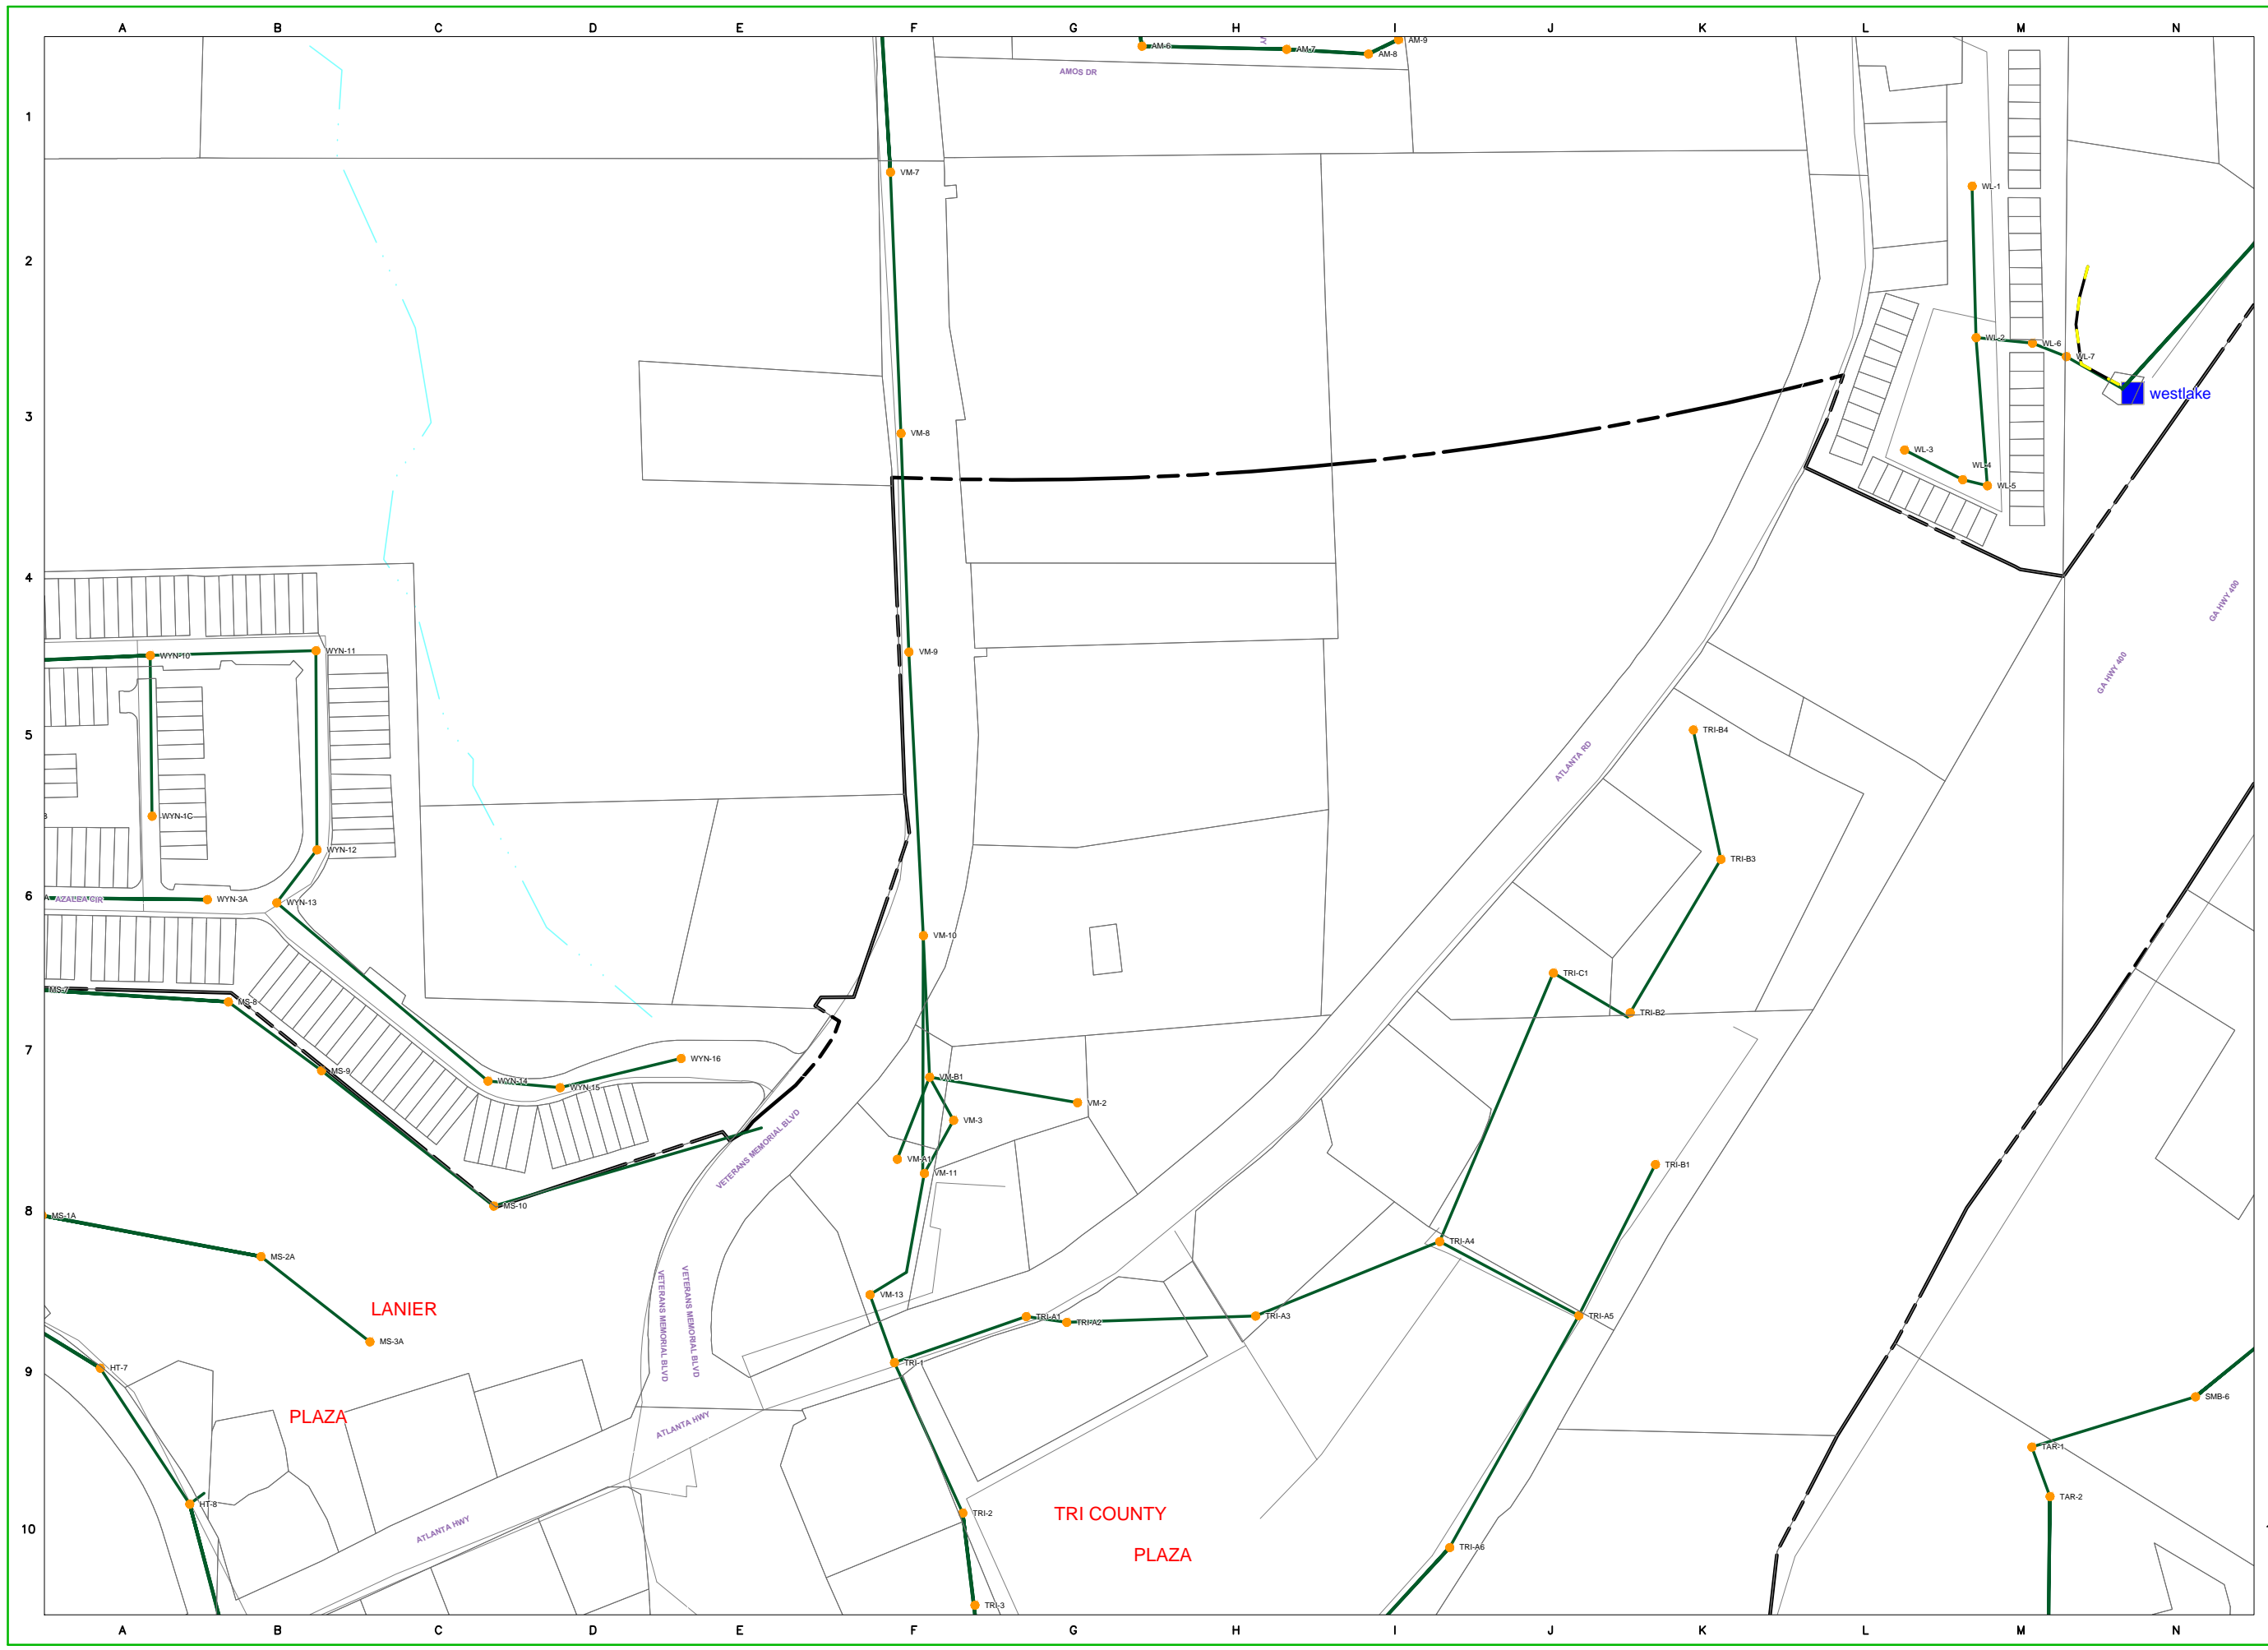 A B C D E F G H I J K L M N
AM-9
AM-6
AM-7
AM-8
AMOS DR
1
VM-7
WL-1
2
WL-2
WL-6
WL-7
westlake
3
VM-8
WL-3
WL-4
WL-5
4
GA HWY 400
WYN-10
WYN-11
VM-9
GA HWY 400
5
TRI-B4
ATLANTA RD
WYN-1C
WYN-12
TRI-B3
6
AZALEA CIR
WYN-3A
WYN-13
VM-10
TRI-C1
MS-7
MS-8
TRI-B2
7
MS-9
WYN-14
WYN-15
WYN-16
VM-B1
VM-2
VM-3
VETERANS MEMORIAL BLVD
VM-A1
VM-11
TRI-B1
8
MS-1A
MS-10
MS-2A
TRI-A4
VETERANS MEMORIAL BLVD
VETERANS MEMORIAL BLVD
VM-13
LANIER
TRI-A1
TRI-A2
TRI-A3
TRI-A5
MS-3A
9
HT-7
TRI-1
SMB-6
PLAZA
ATLANTA HWY
TAR-1
HT-8
TAR-2
TRI-2
TRI COUNTY
10
ATLANTA HWY
PLAZA
TRI-A6
TRI-3
A B C D E F G H I J K L M N